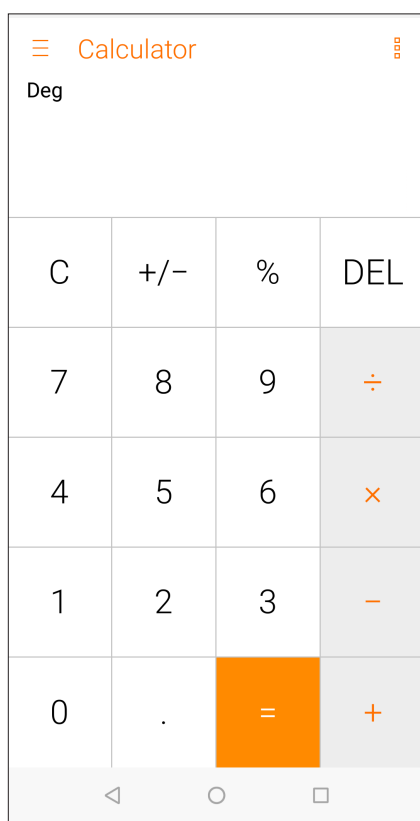 Calculator
Deg
C +/− % DEL
7 8 9 ÷
4 5 6 ×
1 2 3 −
0 . = +